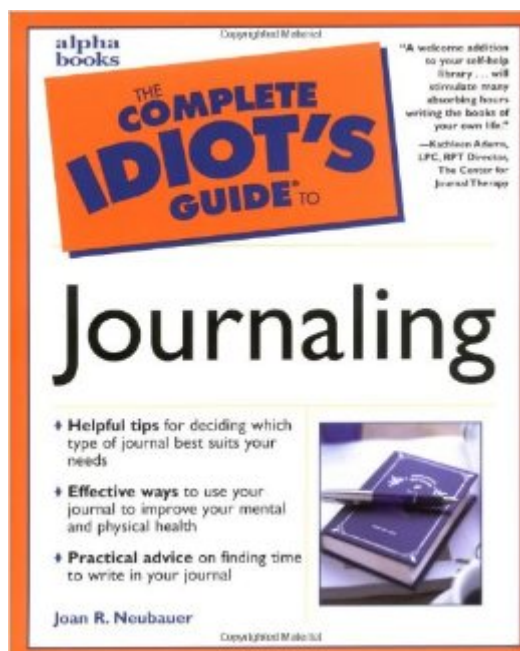 Copyrighted Material
alpha
books
"A welcome addition
to your self-help
library . . . will
stimulate many
absorbing hours
writing the books of
your own life."
—Kathleen Adams,
LPC, RPT Director,
The Center for
Journal Therapy
THE
COMPLETE
IDIOT'S
GUIDE® TO
Journaling
Helpful tips for deciding which
type of journal best suits your
needs
Effective ways to use your
journal to improve your mental
and physical health
Practical advice on finding time
to write in your journal
Joan R. Neubauer
Copyrighted Material